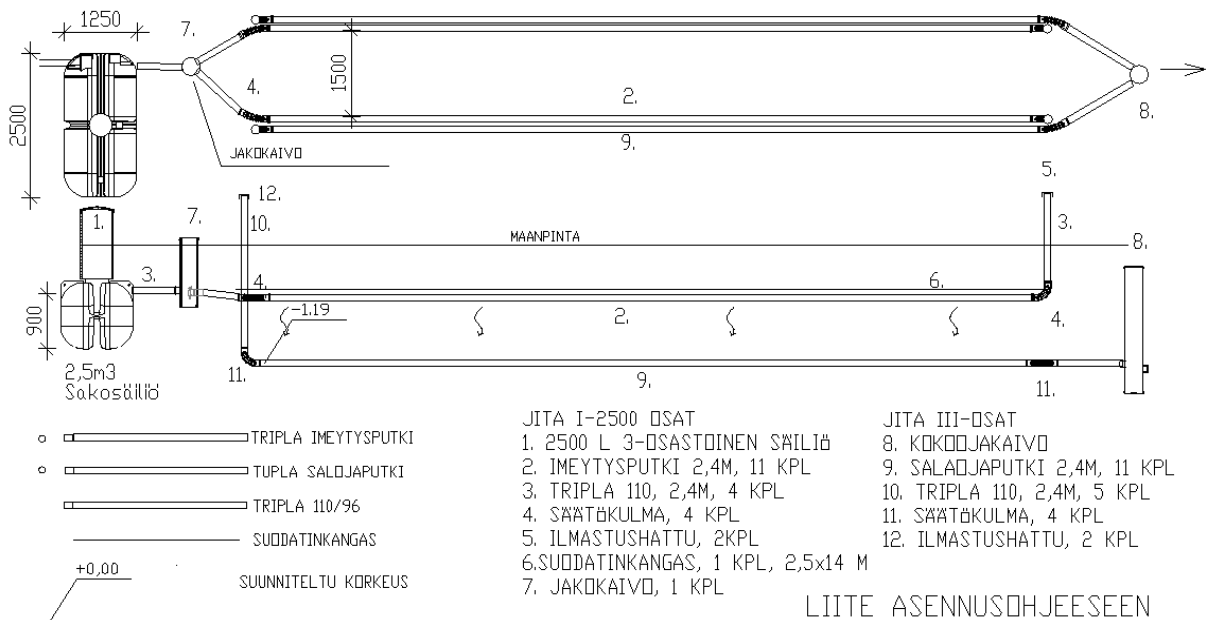 1250
7.
2500
4.
1500
2.
9.
8.
JAKOKAIVO
5.
12.
10.
3.
1.
7.
MAANPINTA
8.
3.
4.
6.
900
-1.19
2.
4.
2,5m3
Sakosäiliö
11.
9.
11.
TRIPLA IMEYTYSPUTKI
TUPLA SALOJAPUTKI
TRIPLA 110/96
SUODATINKANGAS
+0,00
SUUNNITELTU KORKEUS
JITA I-2500 OSAT
1. 2500 L 3-OSASTOINEN SÄILIÖ
2. IMEYTYSPUTKI 2,4M, 11 KPL
3. TRIPLA 110, 2,4M, 4 KPL
4. SÄÄTÖKULMA, 4 KPL
5. ILMASTUSHATTU, 2KPL
6.SUODATINKANGAS, 1 KPL, 2,5x14 M
7. JAKOKAIVO, 1 KPL
JITA III-OSAT
8. KOKOOJAKAIVO
9. SALAOJAPUTKI 2,4M, 11 KPL
10. TRIPLA 110, 2,4M, 5 KPL
11. SÄÄTÖKULMA, 4 KPL
12. ILMASTUSHATTU, 2 KPL
LIITE ASENNUSOHJEESEEN